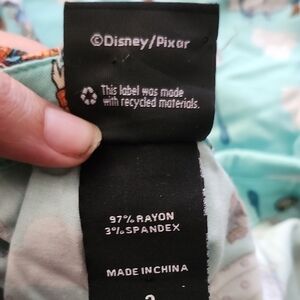 ©Disney/Pixar
This label was made
with recycled materials.
97% RAYON
3% SPANDEX
MADE IN CHINA